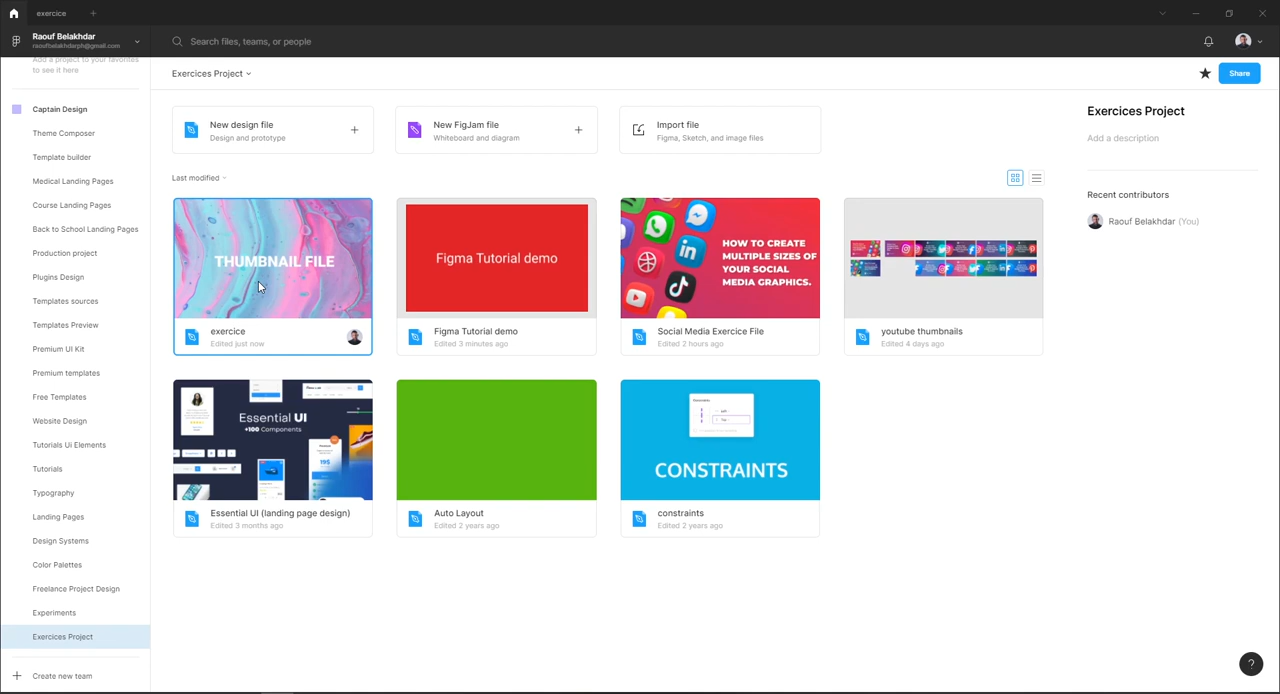 exercice
Raouf Belakhdar
raoufbelakhdarph@gmail.com
Search files, teams, or people
Add a project to your favorites
to see it here
Captain Design
Theme Composer
Template builder
Medical Landing Pages
Course Landing Pages
Back to School Landing Pages
Production project
Plugins Design
Templates sources
Templates Preview
Premium UI Kit
Premium templates
Free Templates
Website Design
Tutorials Ui Elements
Tutorials
Typography
Landing Pages
Design Systems
Color Palettes
Freelance Project Design
Experiments
Exercices Project
Create new team
Exercices Project
Share
New design file
Design and prototype
New FigJam file
Whiteboard and diagram
Import file
Figma, Sketch, and image files
Last modified
THUMBNAIL FILE
exercice
Edited just now
Figma Tutorial demo
Figma Tutorial demo
Edited 3 minutes ago
HOW TO CREATE
MULTIPLE SIZES OF
YOUR SOCIAL
MEDIA GRAPHICS.
Social Media Exercice File
Edited 2 hours ago
youtube thumbnails
Edited 4 days ago
Essential UI
+100 Components
195
Essential UI (landing page design)
Edited 3 months ago
Auto Layout
Edited 2 years ago
CONSTRAINTS
constraints
Edited 2 years ago
Exercices Project
Add a description
Recent contributors
Raouf Belakhdar (You)
?